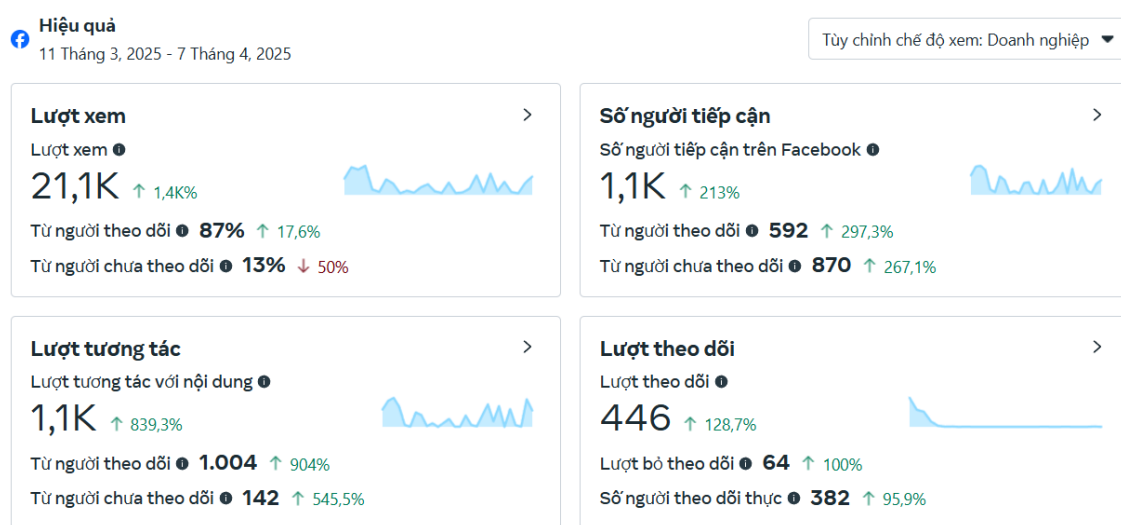 Hiệu quả
11 Tháng 3, 2025 - 7 Tháng 4, 2025
Tùy chỉnh chế độ xem: Doanh nghiệp
Lượt xem
Lượt xem
21,1K ↑ 1,4K%
Từ người theo dõi 87% ↑ 17,6%
Từ người chưa theo dõi 13% ↓ 50%
Số người tiếp cận
Số người tiếp cận trên Facebook
1,1K ↑ 213%
Từ người theo dõi 592 ↑ 297,3%
Từ người chưa theo dõi 870 ↑ 267,1%
Lượt tương tác
Lượt tương tác với nội dung
1,1K ↑ 839,3%
Từ người theo dõi 1.004 ↑ 904%
Từ người chưa theo dõi 142 ↑ 545,5%
Lượt theo dõi
Lượt theo dõi
446 ↑ 128,7%
Lượt bỏ theo dõi 64 ↑ 100%
Số người theo dõi thực 382 ↑ 95,9%